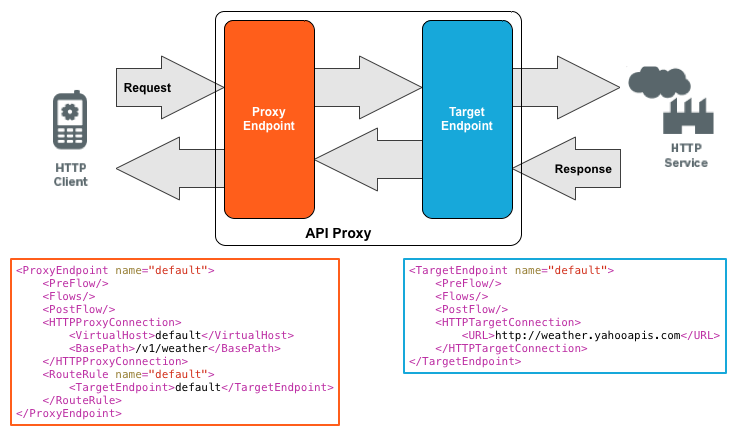 Request
Proxy
Endpoint
Target
Endpoint
HTTP
Client
Response
HTTP
Service
API Proxy
<ProxyEndpoint name="default">
    <PreFlow/>
    <Flows/>
    <PostFlow/>
    <HTTPProxyConnection>
        <VirtualHost>default</VirtualHost>
        <BasePath>/v1/weather</BasePath>
    </HTTPProxyConnection>
    <RouteRule name="default">
        <TargetEndpoint>default</TargetEndpoint>
    </RouteRule>
</ProxyEndpoint>
<TargetEndpoint name="default">
    <PreFlow/>
    <Flows/>
    <PostFlow/>
    <HTTPTargetConnection>
        <URL>http://weather.yahooapis.com</URL>
    </HTTPTargetConnection>
</TargetEndpoint>